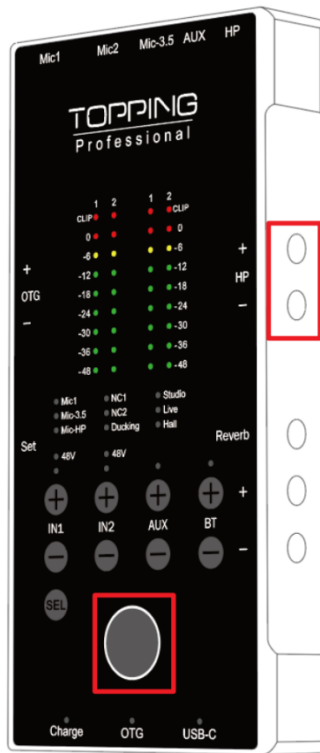 Mic1 Mic2 Mic-3.5 AUX HP
TOPPING
Professional
1 2 1 2
CLIP CLIP
0 0
+ -6 -6 +
-12 -12
OTG -18 -18 HP
- -24 -24 -
-30 -30
-36 -36
-48 -48
Mic1 NC1 Studio
Mic-3.5 NC2 Live
Mic-HP Ducking Hall
Set Reverb
48V 48V
+ + + + +
IN1 IN2 AUX BT
- - - - -
SEL
Charge OTG USB-C